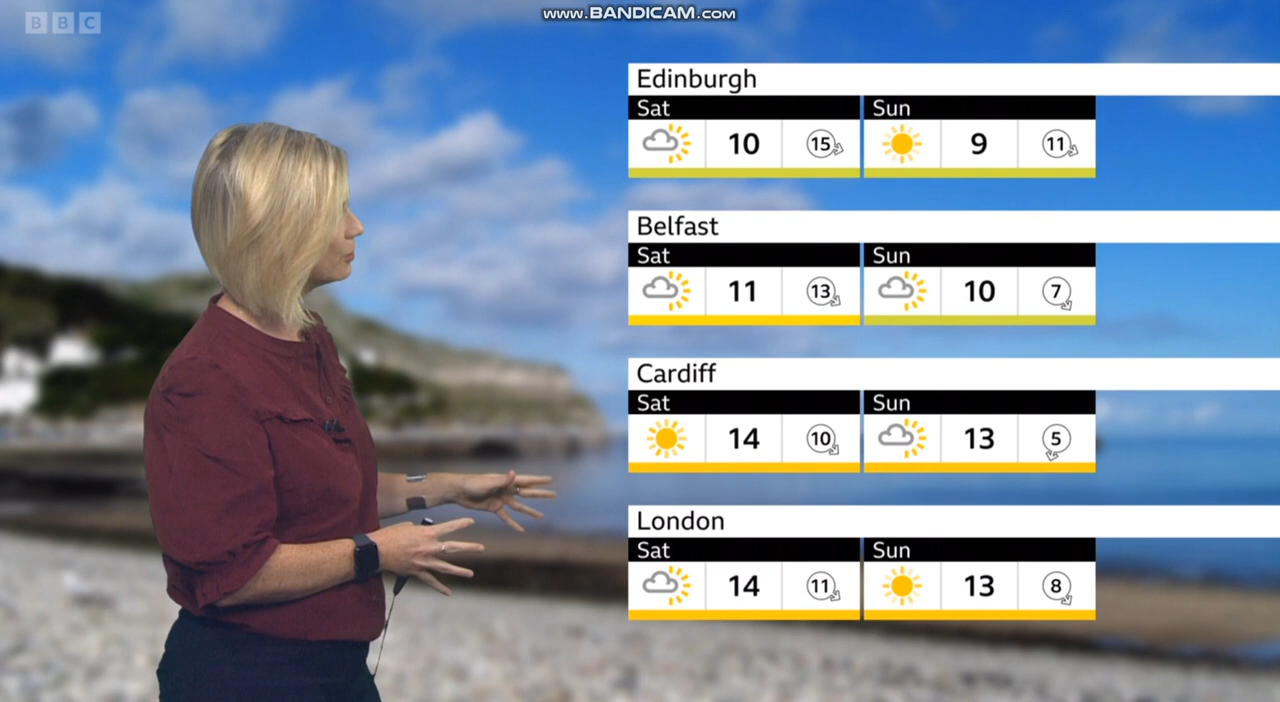 BBC
www.BANDICAM.com
Edinburgh
Sat Sun
10 15 9 11
Belfast
Sat Sun
11 13 10 7
Cardiff
Sat Sun
14 10 13 5
London
Sat Sun
14 11 13 8